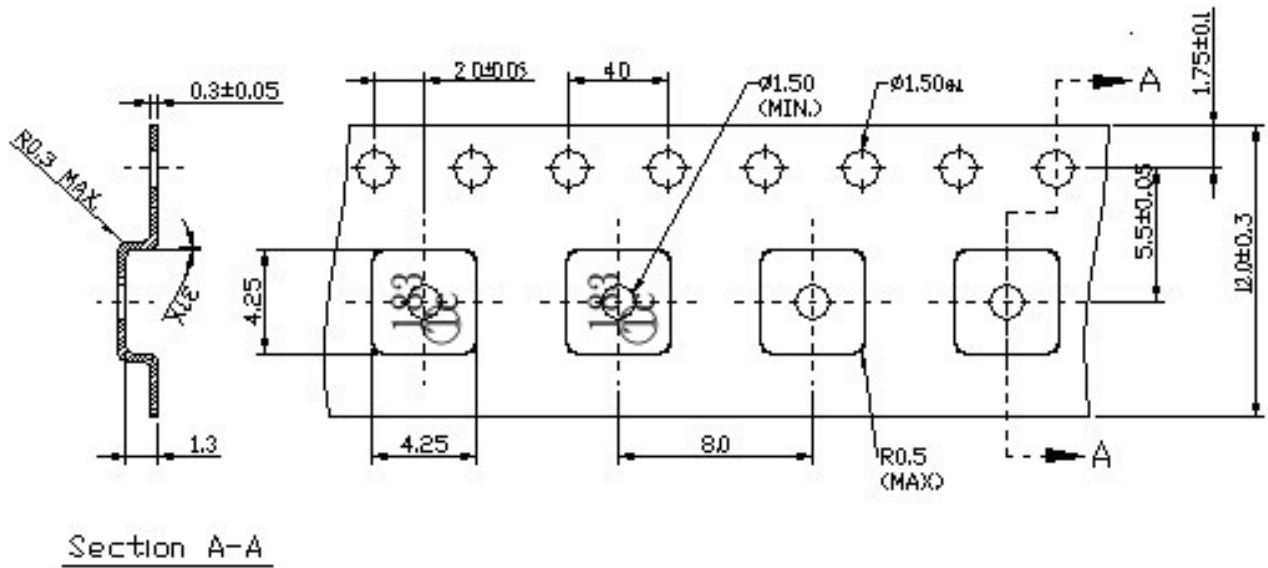 0.3±0.05
2.0±0.05
4.0
Ø1.50
(MIN.)
Ø1.50
A
1.75±0.1
R0.3 MAX.
5.5±0.05
12.0±0.3
4.25
183
183
1.3
4.25
8.0
R0.5
(MAX)
A
Section A-A